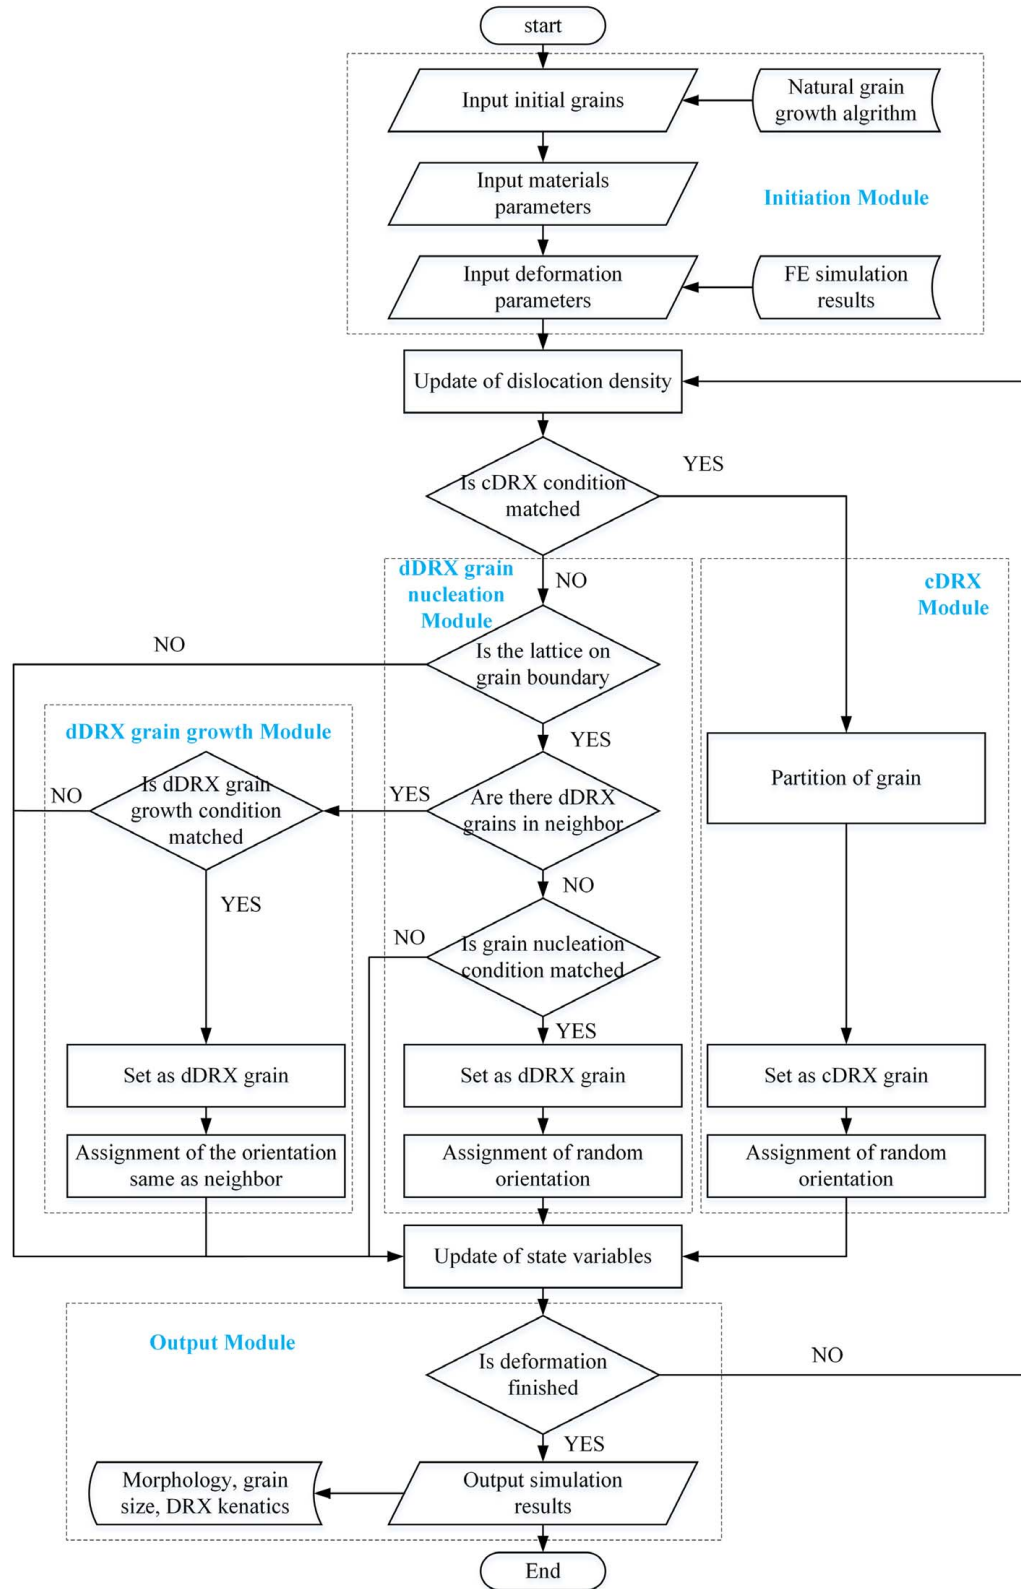 start
Input initial grains
Natural grain
growth algrithm
Input materials
parameters
Initiation Module
Input deformation
parameters
FE simulation
results
Update of dislocation density
Is cDRX condition
matched
YES
NO
dDRX grain
nucleation
Module
cDRX
Module
NO
Is the lattice on
grain boundary
YES
dDRX grain growth Module
NO
Is dDRX grain
growth condition
matched
YES
Are there dDRX
grains in neighbor
Partition of grain
YES
NO
NO
Is grain nucleation
condition matched
YES
Set as dDRX grain
Set as dDRX grain
Set as cDRX grain
Assignment of the orientation
same as neighbor
Assignment of random
orientation
Assignment of random
orientation
Update of state variables
Output Module
Is deformation
finished
NO
YES
Morphology, grain
size, DRX kenatics
Output simulation
results
End